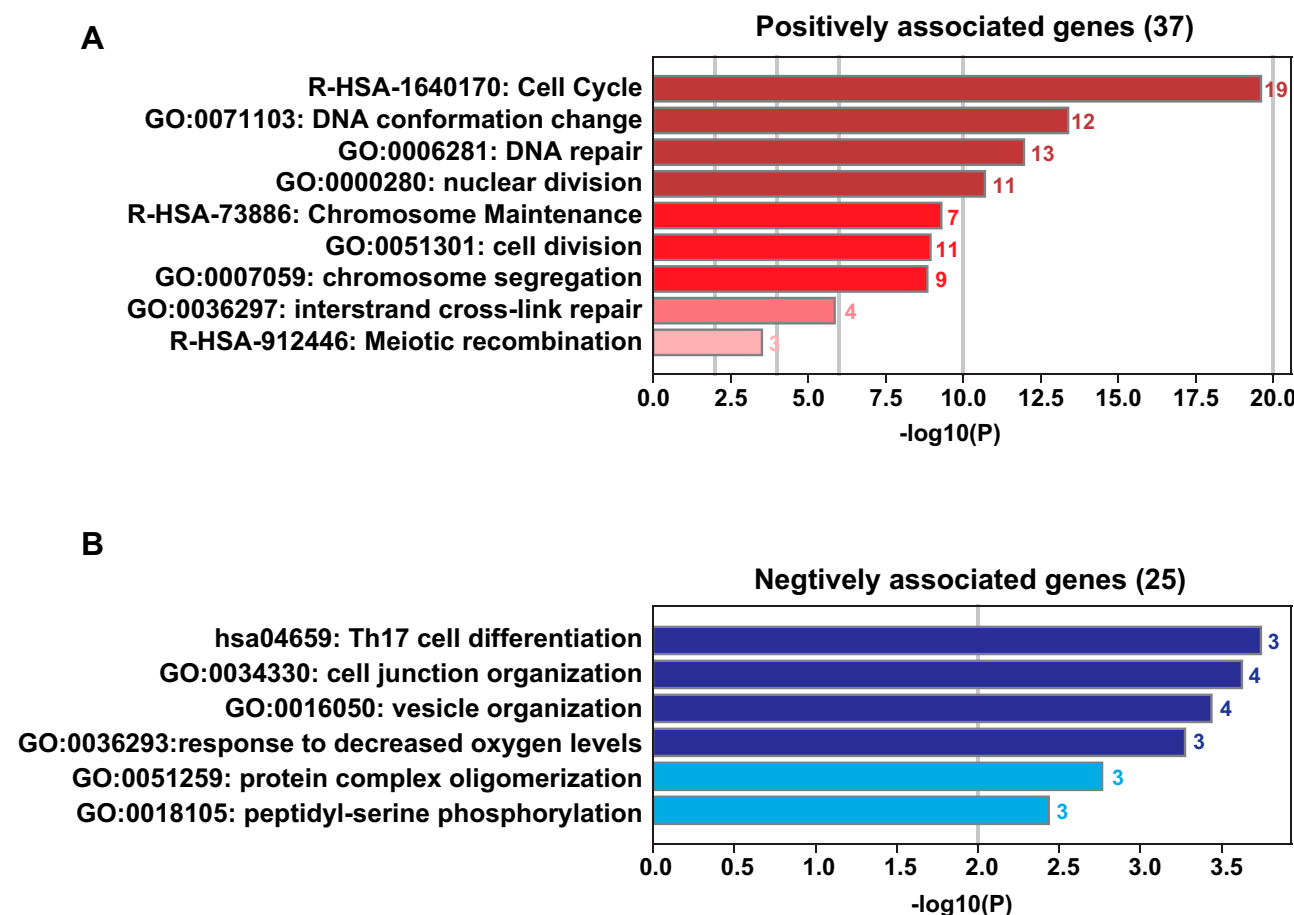 A
Positively associated genes (37)
R-HSA-1640170: Cell Cycle 19
GO:0071103: DNA conformation change 12
GO:0006281: DNA repair 13
GO:0000280: nuclear division 11
R-HSA-73886: Chromosome Maintenance 7
GO:0051301: cell division 11
GO:0007059: chromosome segregation 9
GO:0036297: interstrand cross-link repair 4
R-HSA-912446: Meiotic recombination 3
0.0 2.5 5.0 7.5 10.0 12.5 15.0 17.5 20.0
-log10(P)
B
Negtively associated genes (25)
hsa04659: Th17 cell differentiation 3
GO:0034330: cell junction organization 4
GO:0016050: vesicle organization 4
GO:0036293:response to decreased oxygen levels 3
GO:0051259: protein complex oligomerization 3
GO:0018105: peptidyl-serine phosphorylation 3
0.0 0.5 1.0 1.5 2.0 2.5 3.0 3.5
-log10(P)